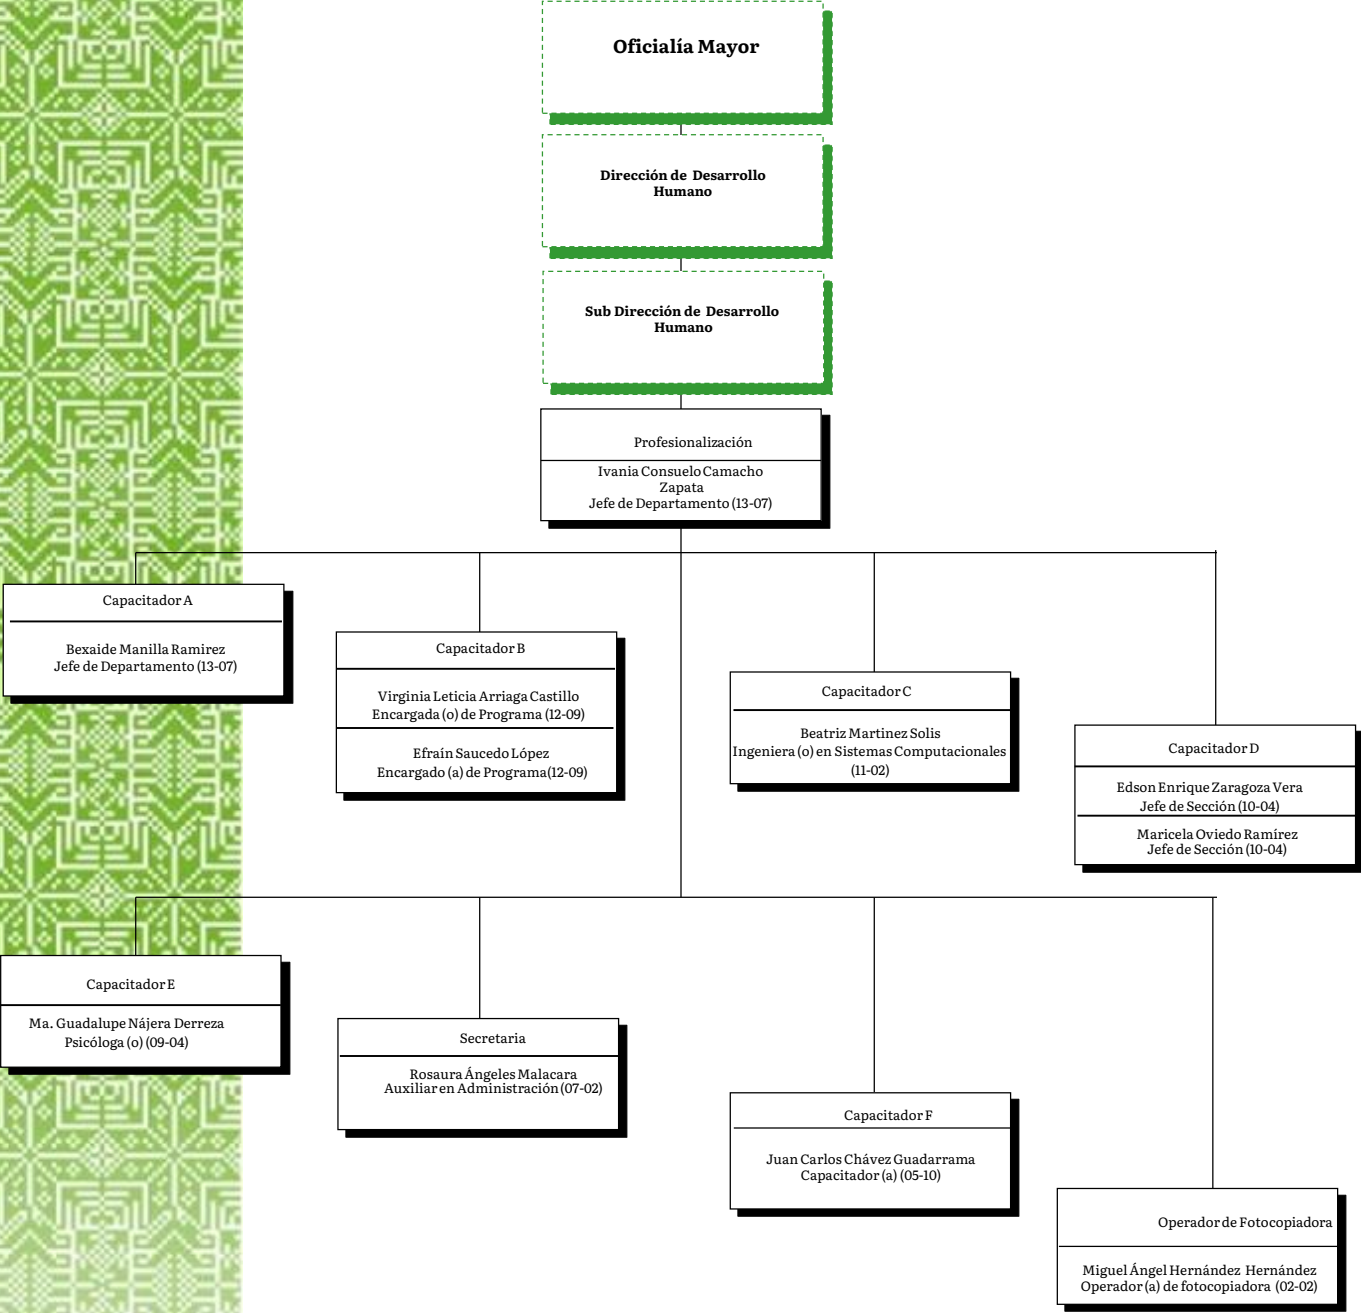 Oficialía Mayor
Dirección de Desarrollo
Humano
Sub Dirección de Desarrollo
Humano
Profesionalización
Ivania Consuelo Camacho
Zapata
Jefe de Departamento (13-07)
Capacitador A
Bexaide Manilla Ramirez
Jefe de Departamento (13-07)
Capacitador B
Virginia Leticia Arriaga Castillo
Encargada (o) de Programa (12-09)
Efraín Saucedo López
Encargado (a) de Programa(12-09)
Capacitador C
Beatriz Martinez Solis
Ingeniera (o) en Sistemas Computacionales
(11-02)
Capacitador D
Edson Enrique Zaragoza Vera
Jefe de Sección (10-04)
Maricela Oviedo Ramírez
Jefe de Sección (10-04)
Capacitador E
Ma. Guadalupe Nájera Derreza
Psicóloga (o) (09-04)
Secretaria
Rosaura Ángeles Malacara
Auxiliar en Administración (07-02)
Capacitador F
Juan Carlos Chávez Guadarrama
Capacitador (a) (05-10)
Operador de Fotocopiadora
Miguel Ángel Hernández Hernández
Operador (a) de fotocopiadora (02-02)